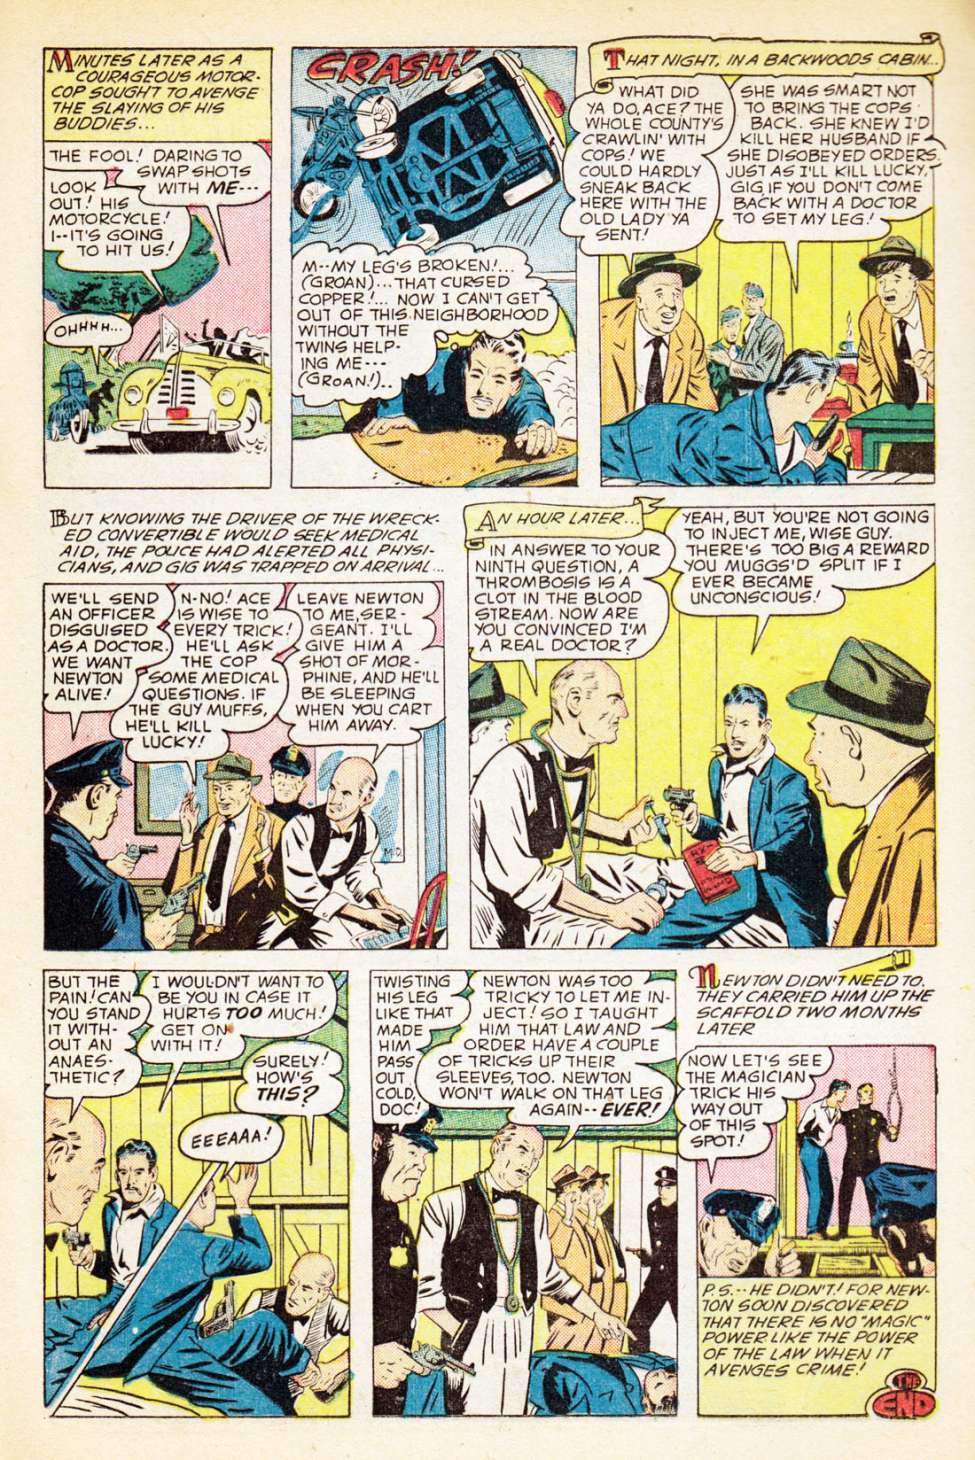 MINUTES LATER AS A
COURAGEOUS MOTOR-
COP SOUGHT TO AVENGE
THE SLAYING OF HIS
BUDDIES...
THE FOOL! DARING TO
SWAP SHOTS
WITH ME---
LOOK
OUT! HIS
MOTORCYCLE!
I--IT'S GOING
TO HIT US!
OHHHH...
CRASH!
M--MY LEG'S BROKEN!...
(GROAN)...THAT CURSED
COPPER!... NOW I CAN'T GET
OUT OF THIS NEIGHBORHOOD
WITHOUT THE
TWINS HELP-
ING ME---
(GROAN!)..
4
THAT NIGHT, IN A BACKWOODS CABIN...
WHAT DID
YA DO, ACE? THE
WHOLE COUNTY'S
CRAWLIN' WITH
COPS! WE
COULD HARDLY
SNEAK BACK
HERE WITH THE
OLD LADY YA
SENT!
SHE WAS SMART NOT
TO BRING THE COPS
BACK.. SHE KNEW I'D
KILL HER HUSBAND IF
SHE DISOBEYED ORDERS.
JUST AS I'LL KILL LUCKY,
GIG, IF YOU DON'T COME
BACK WITH A DOCTOR
TO SET MY LEG!
BUT KNOWING THE DRIVER OF THE WRECK-
ED CONVERTIBLE WOULD SEEK MEDICAL
AID, THE POLICE HAD ALERTED ALL PHYSI-
CIANS, AND GIG WAS TRAPPED ON ARRIVAL...
WE'LL SEND
AN OFFICER
DISGUISED
AS A DOCTOR.
WE WANT
NEWTON
ALIVE!
N-NO! ACE
IS WISE TO
EVERY TRICK!
HE'LL ASK
THE COP
SOME MEDICAL
QUESTIONS. IF
THE GUY MUFFS,
HE'LL KILL
LUCKY!
LEAVE NEWTON
TO ME, SER-
GEANT. I'LL
GIVE HIM A
SHOT OF MOR-
PHINE, AND HE'LL
BE SLEEPING
WHEN YOU CART
HIM AWAY.
M.D.
AN HOUR LATER...
IN ANSWER TO YOUR
NINTH QUESTION, A
THROMBOSIS IS A
CLOT IN THE BLOOD
STREAM. NOW ARE
YOU CONVINCED I'M
A REAL DOCTOR?
YEAH, BUT YOU'RE NOT GOING
TO INJECT ME, WISE GUY.
THERE'S TOO BIG A REWARD
YOU MUGGS'D SPLIT IF I
EVER BECAME
UNCONSCIOUS!
BUT THE
PAIN! CAN
YOU STAND
IT WITH-
OUT AN
ANAES-
THETIC?
I WOULDN'T WANT TO
BE YOU IN CASE IT
HURTS TOO MUCH!
GET ON
WITH IT!
SURELY!
HOW'S
THIS?
EEEAAA!
TWISTING
HIS LEG
LIKE THAT
MADE
HIM
PASS
OUT
COLD,
DOC!
NEWTON WAS TOO
TRICKY TO LET ME IN-
JECT! SO I TAUGHT
HIM THAT LAW AND
ORDER HAVE A COUPLE
OF TRICKS UP THEIR
SLEEVES, TOO. NEWTON
WON'T WALK ON THAT LEG
AGAIN--EVER!
NEWTON DIDN'T NEED TO.
THEY CARRIED HIM UP THE
SCAFFOLD TWO MONTHS
LATER
NOW LET'S SEE
THE MAGICIAN
TRICK HIS
WAY OUT
OF THIS
SPOT!
P.S.-- HE DIDN'T! FOR NEW-
TON SOON DISCOVERED
THAT THERE IS NO "MAGIC"
POWER LIKE THE POWER
OF THE LAW WHEN IT
AVENGES CRIME!
THE
END